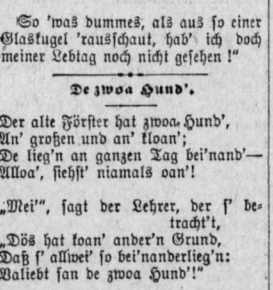 So 'was dummes, als aus so einer
Glaskugel 'rausschaut, hab' ich doch
meiner Lebtag noch nicht gesehen!"
De zwoa Hund'.
Der alte Förster hat zwoa Hund',
An' großen und an' kloan';
De lieg'n an ganzen Tag bei'nand'—
Alloa', siehst' niamals oan'!
„Mei'", sagt der Lehrer, der s' be-
tracht't,
„Dös hat koan' ander'n Grund,
Daß s' allwei' so bei'nanderlieg'n:
Valiebt san de zwoa Hund'!"